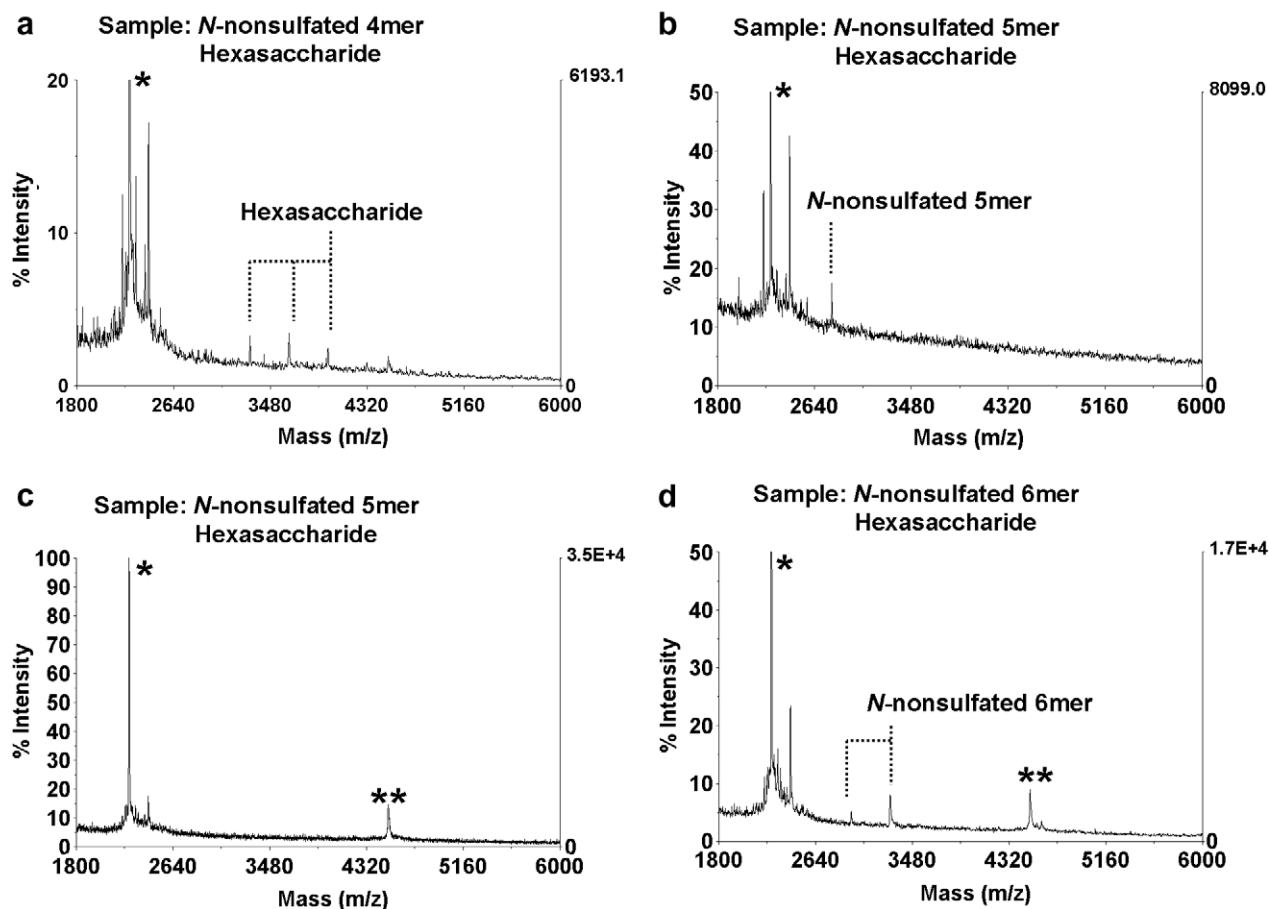 a
Sample: N-nonsulfated 4mer
Hexasaccharide
20
10
0
% Intensity
*
Hexasaccharide
6193.1
0
1800 2640 3480 4320 5160 6000
Mass (m/z)
b
Sample: N-nonsulfated 5mer
Hexasaccharide
50
40
30
20
10
0
% Intensity
*
N-nonsulfated 5mer
8099.0
0
1800 2640 3480 4320 5160 6000
Mass (m/z)
c
Sample: N-nonsulfated 5mer
Hexasaccharide
100
90
80
70
60
50
40
30
20
10
0
% Intensity
*
**
3.5E+4
0
1800 2640 3480 4320 5160 6000
Mass (m/z)
d
Sample: N-nonsulfated 6mer
Hexasaccharide
50
40
30
20
10
0
% Intensity
*
N-nonsulfated 6mer
**
1.7E+4
0
1800 2640 3480 4320 5160 6000
Mass (m/z)